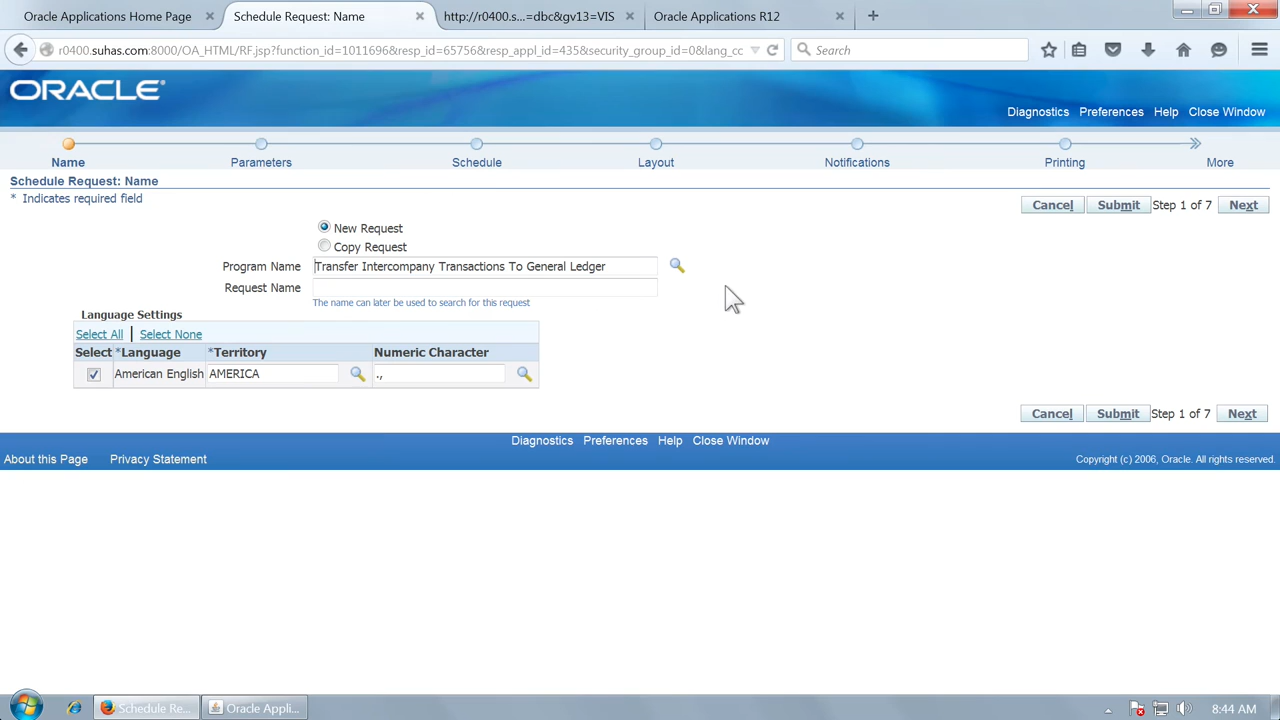 Oracle Applications Home Page
Schedule Request: Name
http://r0400.s...=dbc&gv13=VIS
Oracle Applications R12
r0400.suhas.com:8000/OA_HTML/RF.jsp?function_id=1011696&resp_id=65756&resp_appl_id=435&security_group_id=0&lang_cc
Search
ORACLE®
Diagnostics Preferences Help Close Window
Name Parameters Schedule Layout Notifications Printing More
Schedule Request: Name
* Indicates required field
Cancel Submit Step 1 of 7 Next
New Request
Copy Request
Program Name Transfer Intercompany Transactions To General Ledger
Request Name
The name can later be used to search for this request
Language Settings
Select All Select None
Select *Language *Territory Numeric Character
American English AMERICA .,
Cancel Submit Step 1 of 7 Next
Diagnostics Preferences Help Close Window
About this Page Privacy Statement Copyright (c) 2006, Oracle. All rights reserved.
Schedule Re... Oracle Appli... 8:44 AM